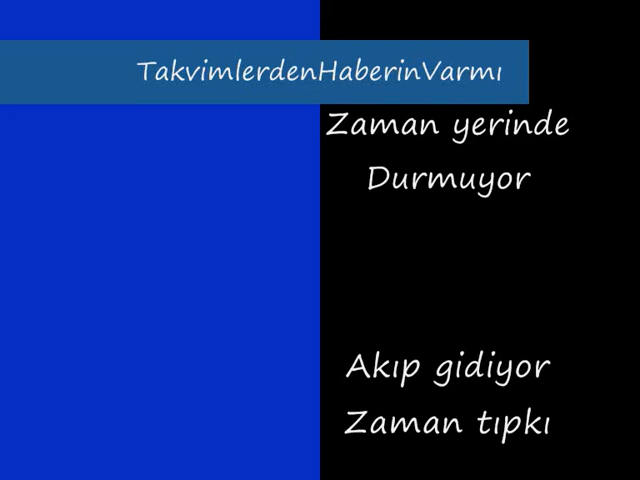 TakvimlerdenHaberinVarmı
Zaman yerinde
Durmuyor
Akıp gidiyor
Zaman tıpkı